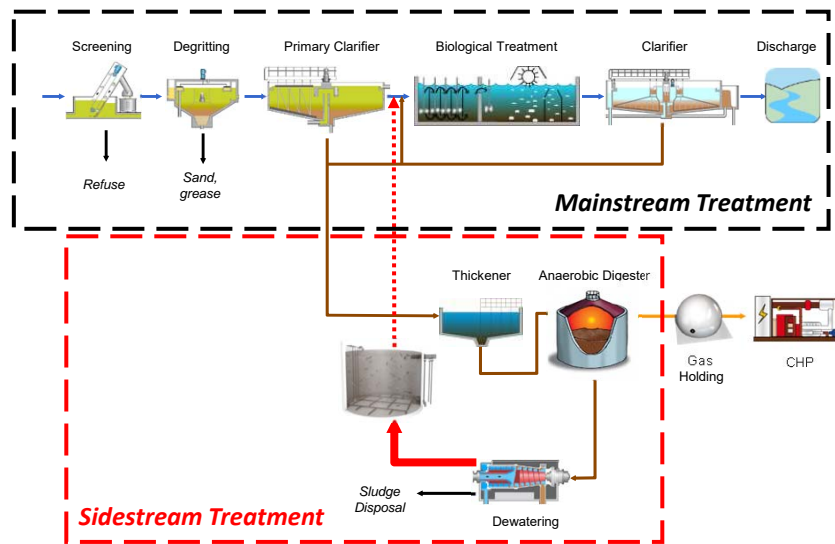 Screening
Degritting
Primary Clarifier
Biological Treatment
Clarifier
Discharge
Refuse
Sand,
grease
Mainstream Treatment
Thickener
Anaerobic Digester
Gas
Holding
CHP
Sludge
Disposal
Dewatering
Sidestream Treatment